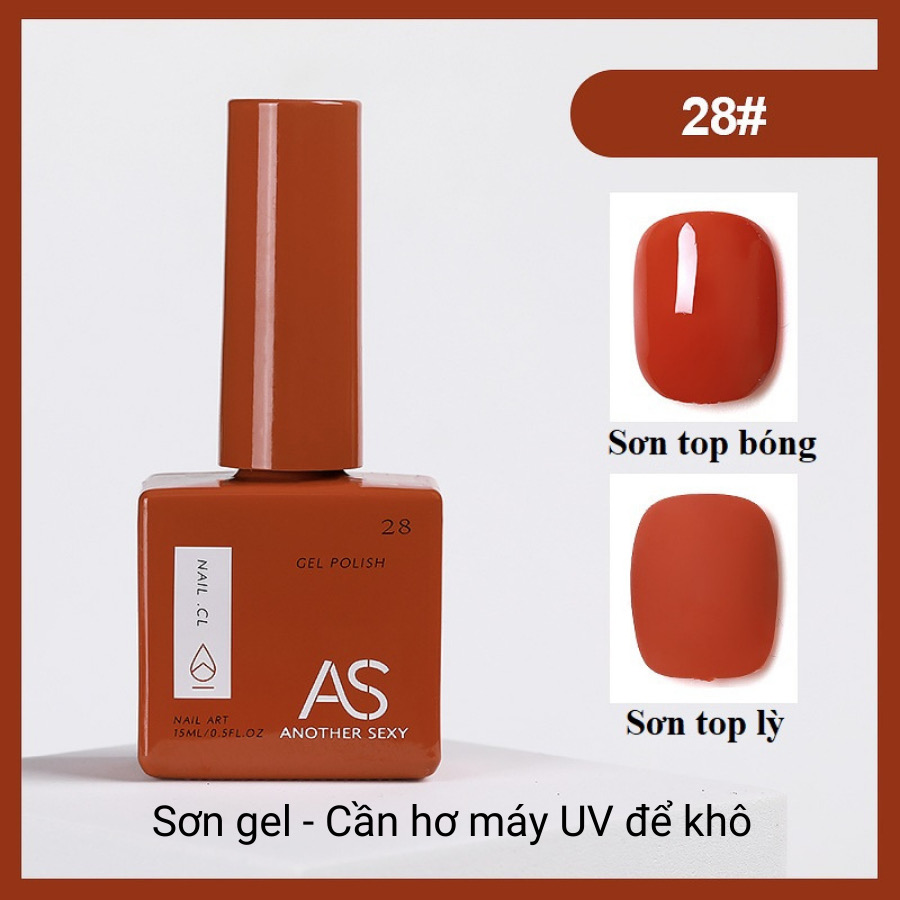 28#
Sơn top bóng
28
GEL POLISH
NAIL .CL
AS
NAIL ART
15ML/0.5FL.OZ
ANOTHER SEXY
Sơn top lỳ
Sơn gel - Cần hơ máy UV để khô